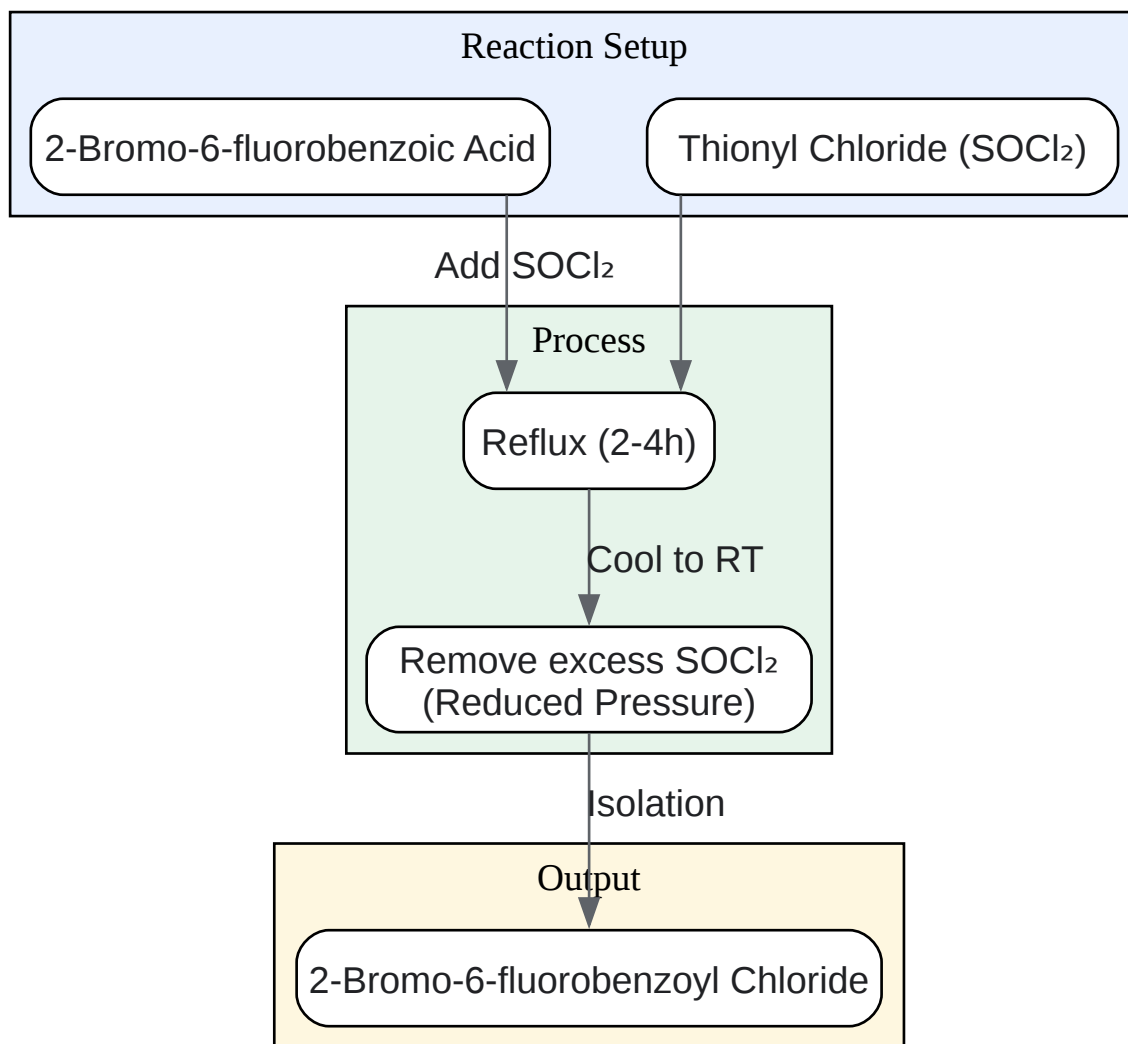 Reaction Setup
2-Bromo-6-fluorobenzoic Acid
Thionyl Chloride (SOCl₂)
Add SOCl₂
Process
Reflux (2-4h)
Cool to RT
Remove excess SOCl₂
(Reduced Pressure)
Isolation
Output
2-Bromo-6-fluorobenzoyl Chloride